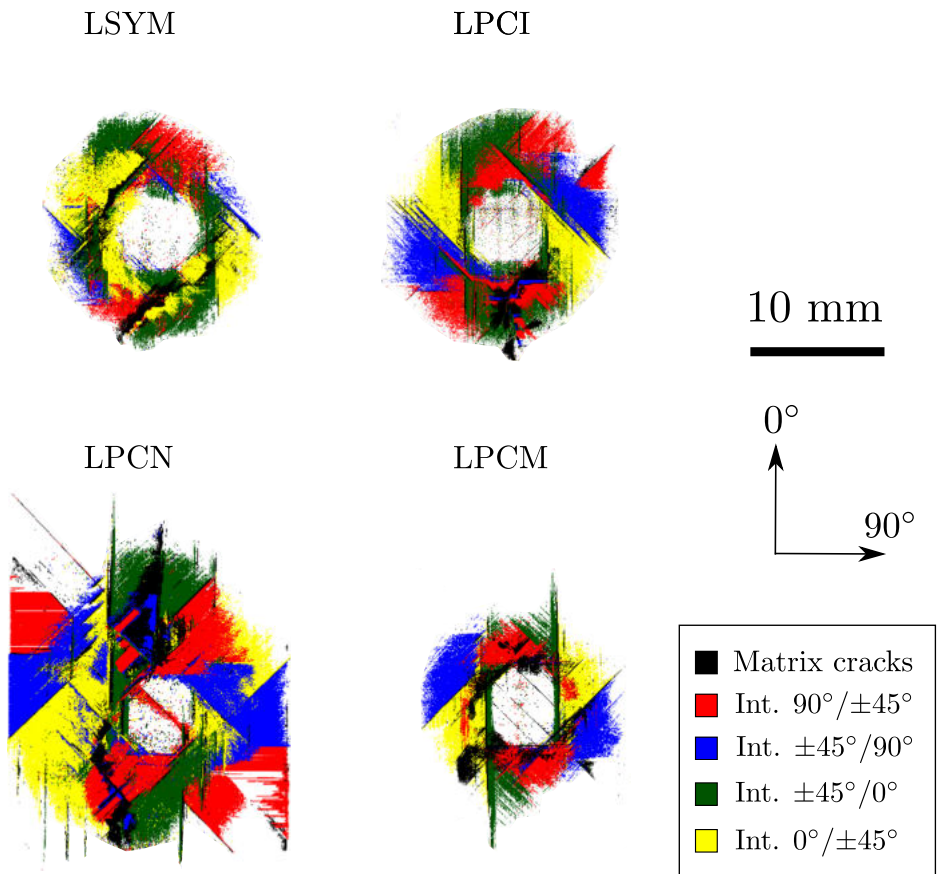 LSYM
LPCI
10 mm
0°
90°
LPCN
LPCM
Matrix cracks
Int. 90°/±45°
Int. ±45°/90°
Int. ±45°/0°
Int. 0°/±45°